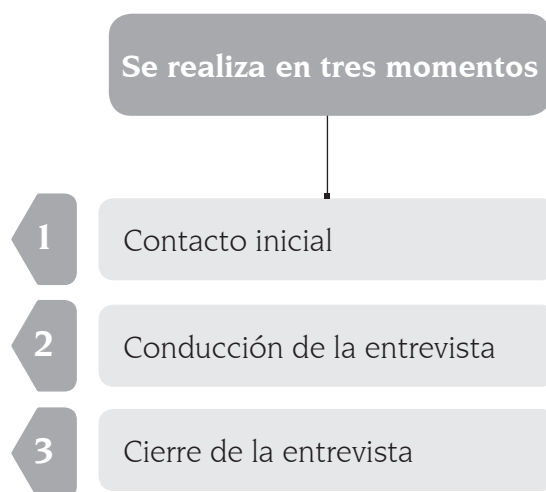 Se realiza en tres momentos
1
Contacto inicial
2
Conducción de la entrevista
3
Cierre de la entrevista